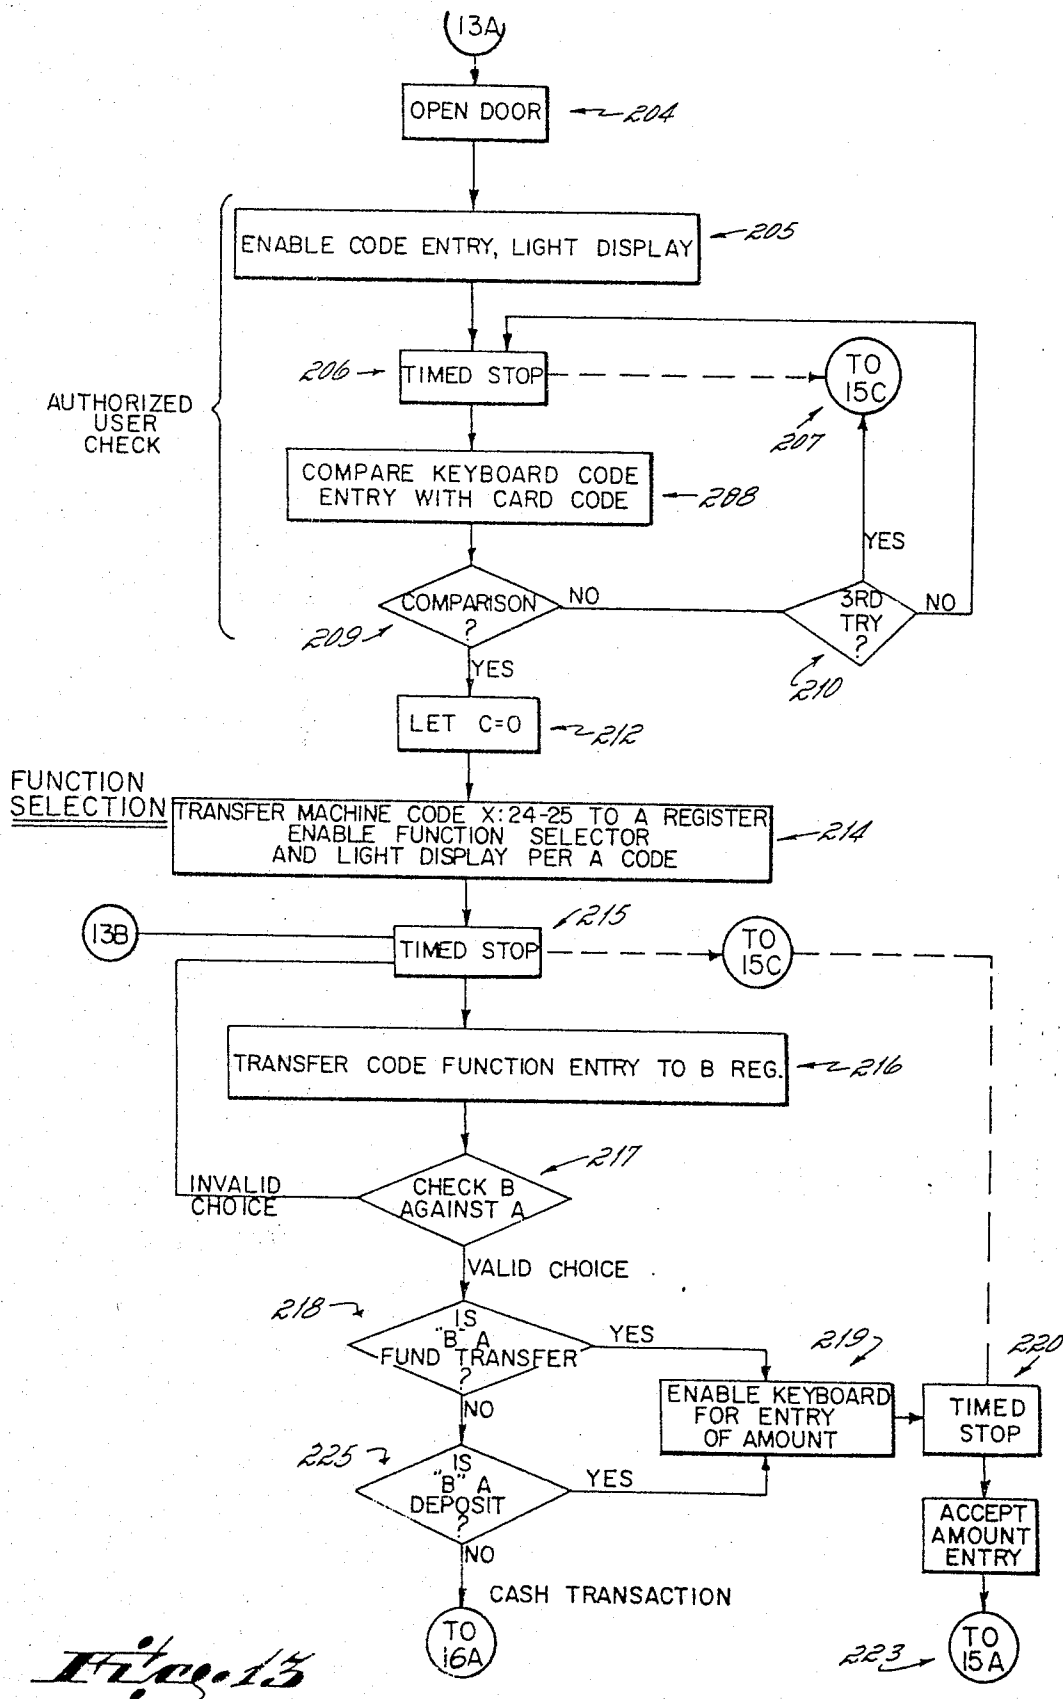 13A
OPEN DOOR
204
ENABLE CODE ENTRY, LIGHT DISPLAY
205
206
TIMED STOP
TO
15C
207
AUTHORIZED
USER
CHECK
COMPARE KEYBOARD CODE
ENTRY WITH CARD CODE
208
YES
COMPARISON
?
NO
209
3RD
TRY
?
NO
210
YES
LET C=0
212
FUNCTION
SELECTION
TRANSFER MACHINE CODE X:24-25 TO A REGISTER
ENABLE FUNCTION SELECTOR
AND LIGHT DISPLAY PER A CODE
214
215
13B
TIMED STOP
TO
15C
TRANSFER CODE FUNCTION ENTRY TO B REG.
216
217
INVALID
CHOICE
CHECK B
AGAINST A
VALID CHOICE
218
IS
"B" A
FUND TRANSFER
?
YES
NO
219
220
ENABLE KEYBOARD
FOR ENTRY
OF AMOUNT
TIMED
STOP
225
IS
"B" A
DEPOSIT
?
YES
NO
ACCEPT
AMOUNT
ENTRY
CASH TRANSACTION
TO
16A
223
TO
15A
Fig. 13